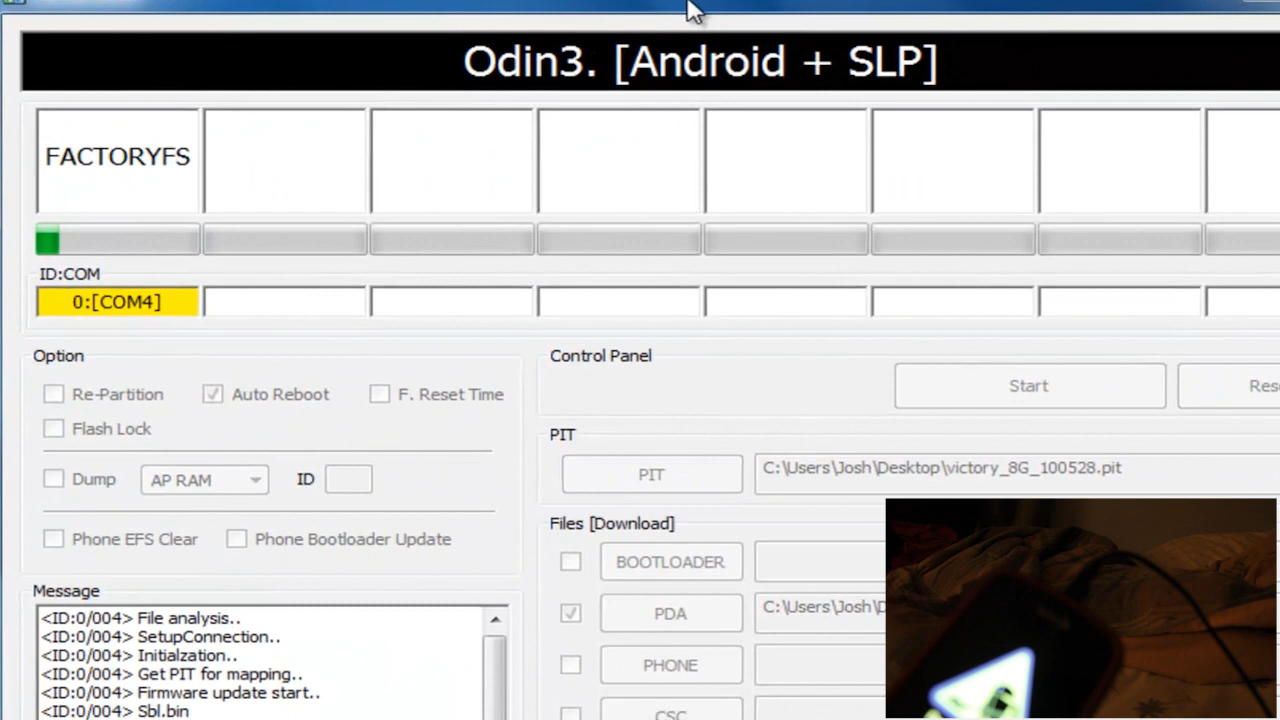 Odin3. [Android + SLP]
FACTORYFS
ID:COM
0:[COM4]
Option
Re-Partition Auto Reboot F. Reset Time
Flash Lock
Dump AP RAM ID
Phone EFS Clear Phone Bootloader Update
Message
<ID:0/004> File analysis..
<ID:0/004> SetupConnection..
<ID:0/004> Initialzation..
<ID:0/004> Get PIT for mapping..
<ID:0/004> Firmware update start..
<ID:0/004> Sbl.bin
Control Panel
Start Rese
PIT
PIT C:\Users\Josh\Desktop\victory_8G_100528.pit
Files [Download]
BOOTLOADER
PDA C:\Users\Josh\D
PHONE
CSC